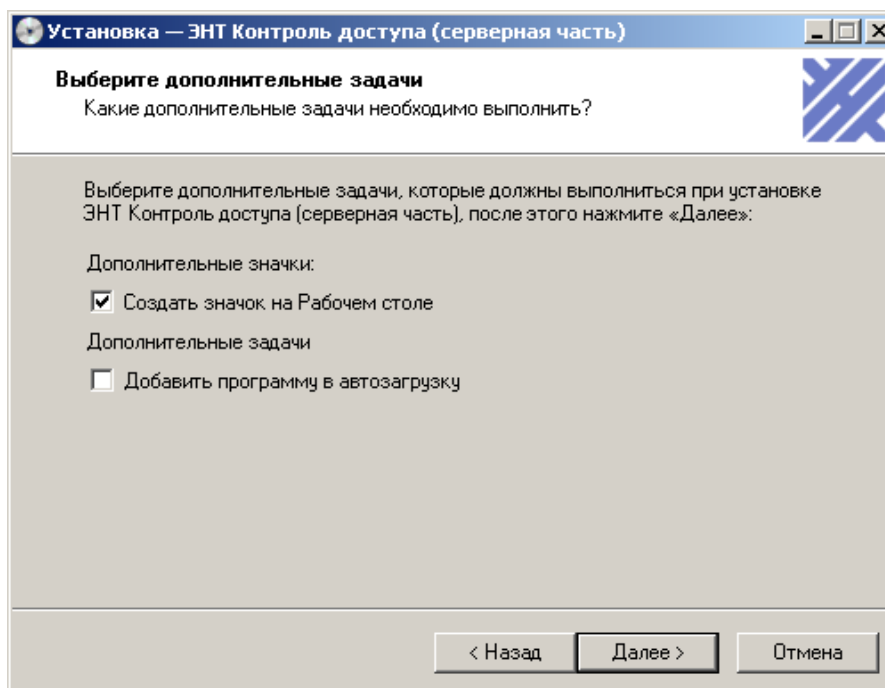 Установка — ЭНТ Контроль доступа (серверная часть)
Выберите дополнительные задачи
Какие дополнительные задачи необходимо выполнить?
Выберите дополнительные задачи, которые должны выполниться при установке
ЭНТ Контроль доступа (серверная часть), после этого нажмите «Далее»:
Дополнительные значки:
Создать значок на Рабочем столе
Дополнительные задачи
Добавить программу в автозагрузку
< Назад
Далее >
Отмена